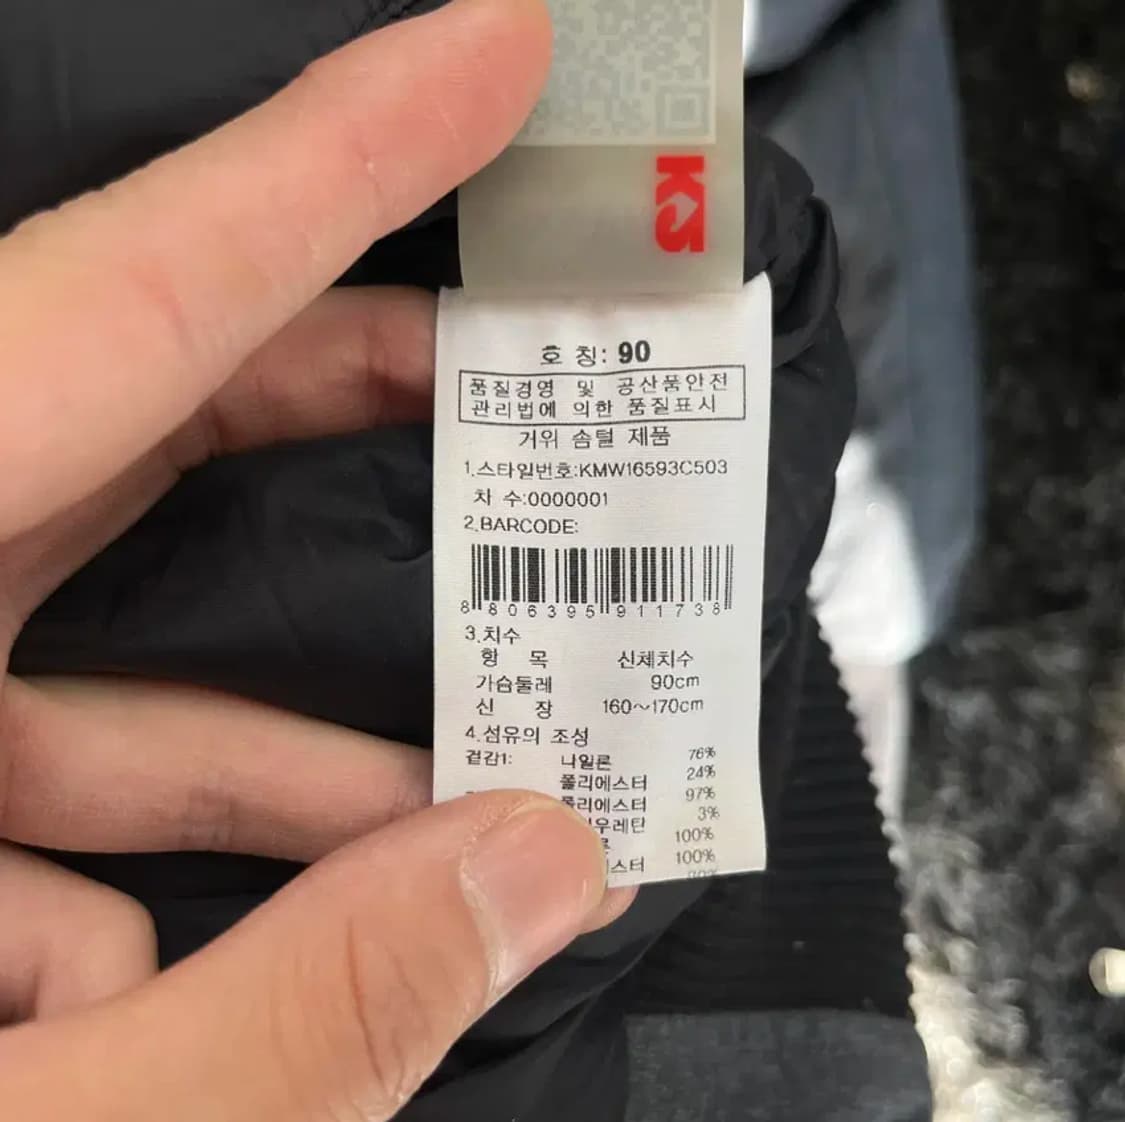 호 칭: 90
품질경영 및 공산품안전
관리법에 의한 품질표시
거위 솜털 제품
1.스타일번호:KMW16593C503
차 수:0000001
2.BARCODE:
8 806395 911738
3.치수
항 목 신체치수
가슴둘레 90cm
신 장 160~170cm
4.섬유의 조성
겉감1: 나일론 76%
폴리에스터 24%
폴리에스터 97%
3%
100%
100%